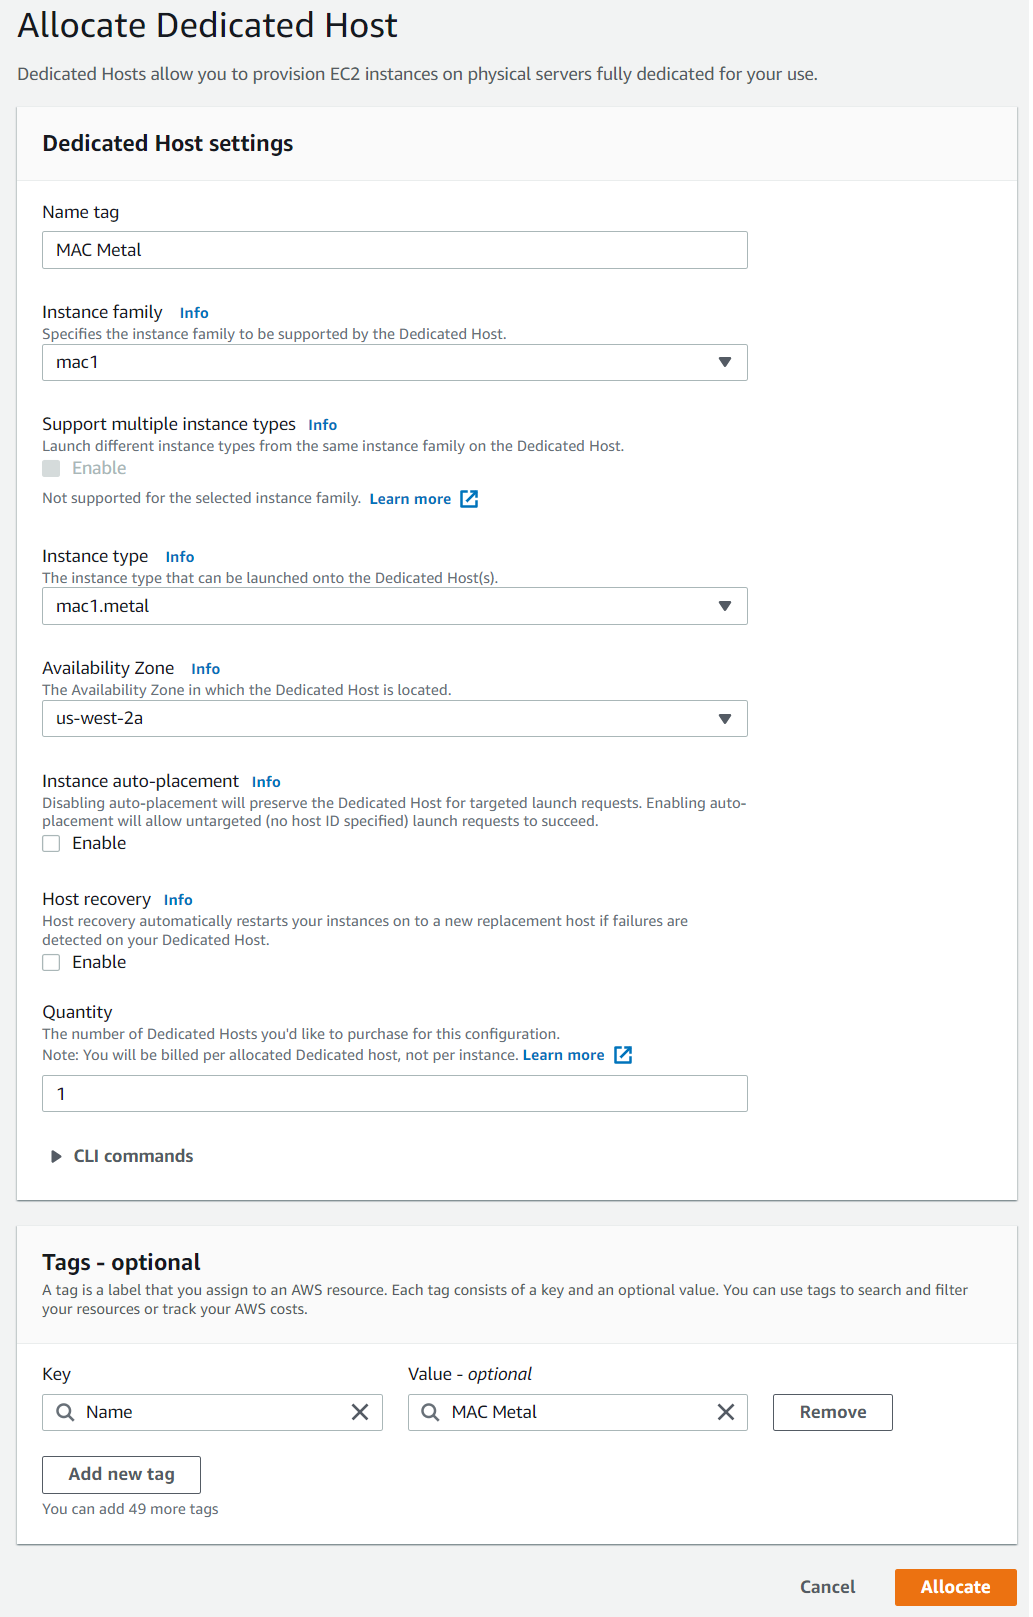 Allocate Dedicated Host
Dedicated Hosts allow you to provision EC2 instances on physical servers fully dedicated for your use.
Dedicated Host settings
Name tag
MAC Metal
Instance family Info
Specifies the instance family to be supported by the Dedicated Host.
mac1
Support multiple instance types Info
Launch different instance types from the same instance family on the Dedicated Host.
Enable
Not supported for the selected instance family. Learn more
Instance type Info
The instance type that can be launched onto the Dedicated Host(s).
mac1.metal
Availability Zone Info
The Availability Zone in which the Dedicated Host is located.
us-west-2a
Instance auto-placement Info
Disabling auto-placement will preserve the Dedicated Host for targeted launch requests. Enabling auto-
placement will allow untargeted (no host ID specified) launch requests to succeed.
Enable
Host recovery Info
Host recovery automatically restarts your instances on to a new replacement host if failures are
detected on your Dedicated Host.
Enable
Quantity
The number of Dedicated Hosts you'd like to purchase for this configuration.
Note: You will be billed per allocated Dedicated host, not per instance. Learn more
1
CLI commands
Tags - optional
A tag is a label that you assign to an AWS resource. Each tag consists of a key and an optional value. You can use tags to search and filter
your resources or track your AWS costs.
Key Value - optional
Name MAC Metal Remove
Add new tag
You can add 49 more tags
Cancel Allocate